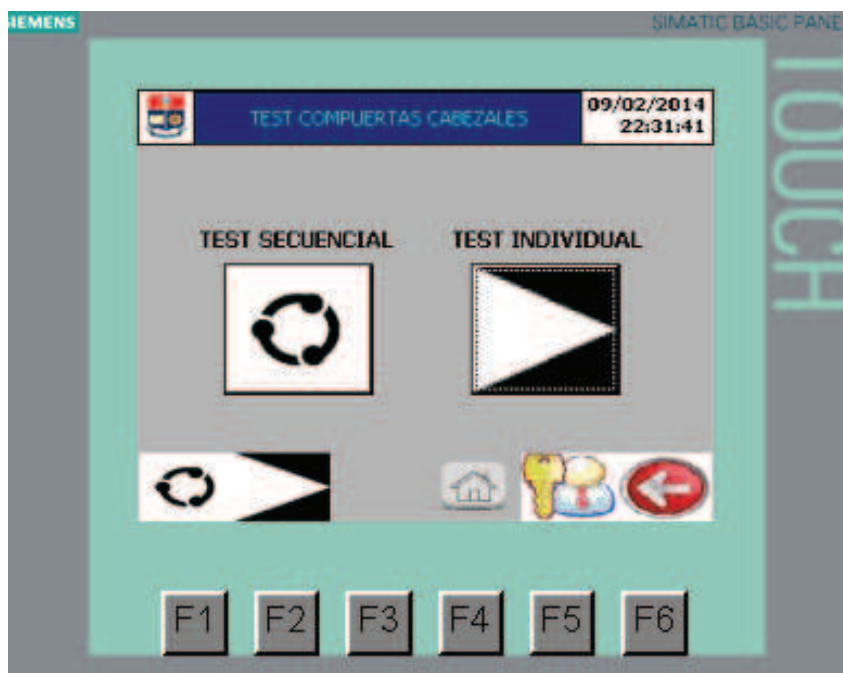 SIEMENS
SIMATIC BASIC PANE
TOUCH
TEST COMPUERTAS CABEZALES
09/02/2014
22:31:41
TEST SECUENCIAL
TEST INDIVIDUAL
F1
F2
F3
F4
F5
F6